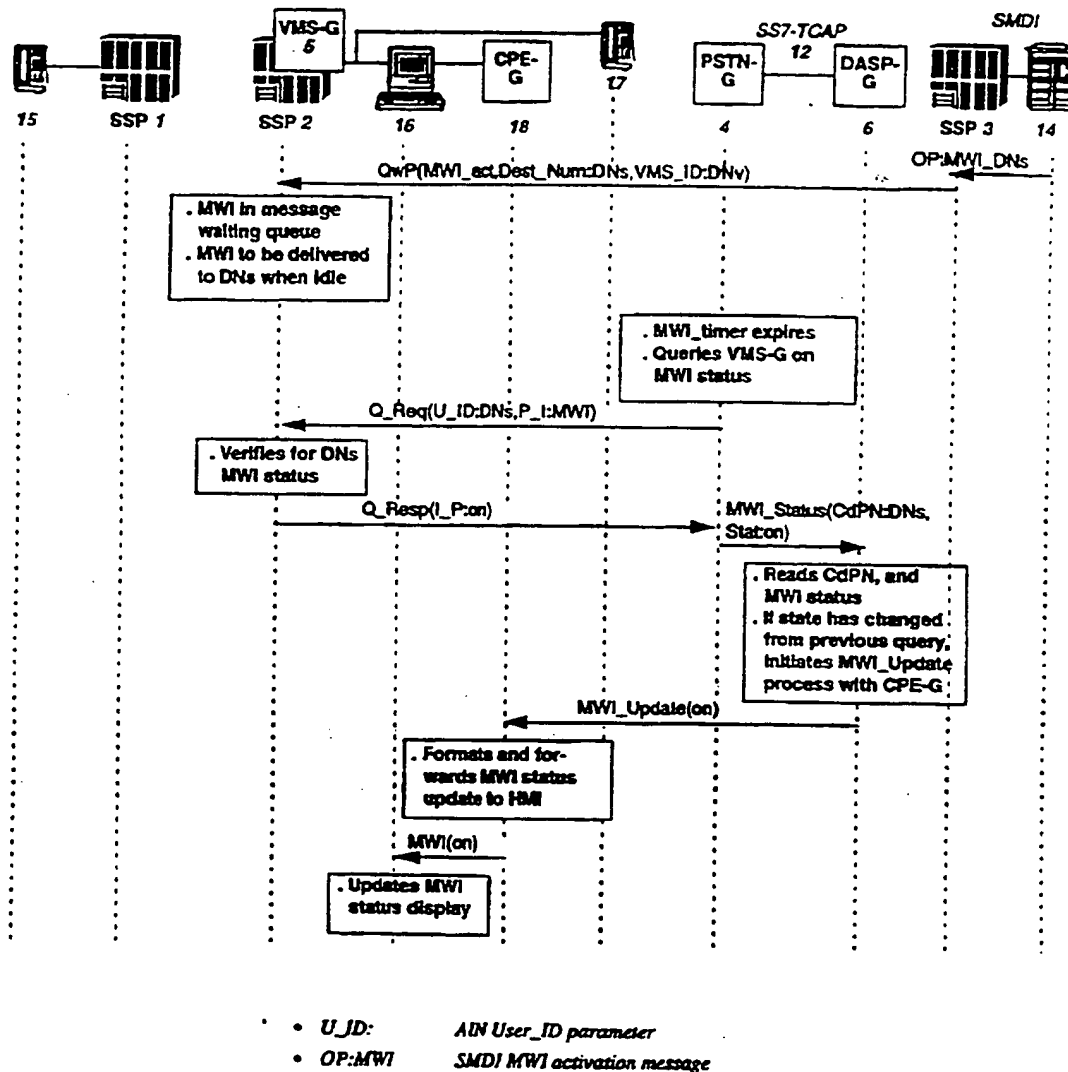 VMS-G
5
SS7-TCAP
12
SMDI
CPE-
G
PSTN-
G
DASP-
G
17
15
SSP 1
SSP 2
16
18
4
6
SSP 3
14
OP:MWI_DNs
QwP(MWI_act,Dest_Num:DNs,VMS_ID:DNv)
. MWI in message
waiting queue
. MWI to be delivered
to DNs when idle
. MWI_timer expires
. Queries VMS-G on
MWI status
Q_Req(U_ID:DNs,P_I:MWI)
. Verifies for DNs
MWI status
Q_Resp(I_P:on)
MWI_Status(CdPN:DNs,
Stat:on)
. Reads CdPN, and
MWI status
. If state has changed
from previous query,
initiates MWI_Update
process with CPE-G
MWI_Update(on)
. Formats and for-
wards MWI status
update to HMI
MWI(on)
. Updates MWI
status display
• U_ID: AIN User_ID parameter
• OP:MWI SMDI MWI activation message